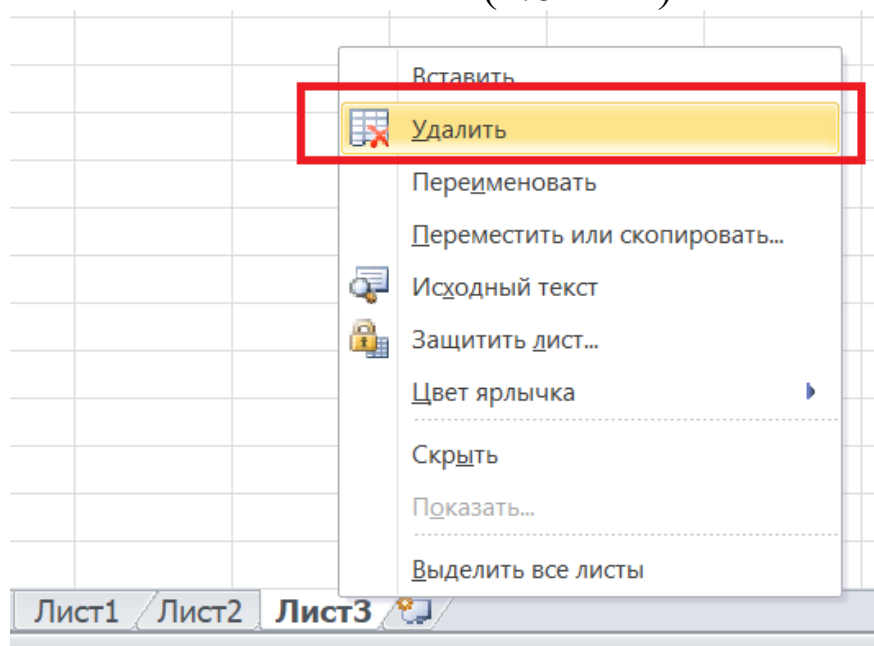 Вставить
Удалить
Переименовать
Переместить или скопировать...
Исходный текст
Защитить лист...
Цвет ярлычка
Скрыть
Показать...
Выделить все листы
Лист1 Лист2 Лист3